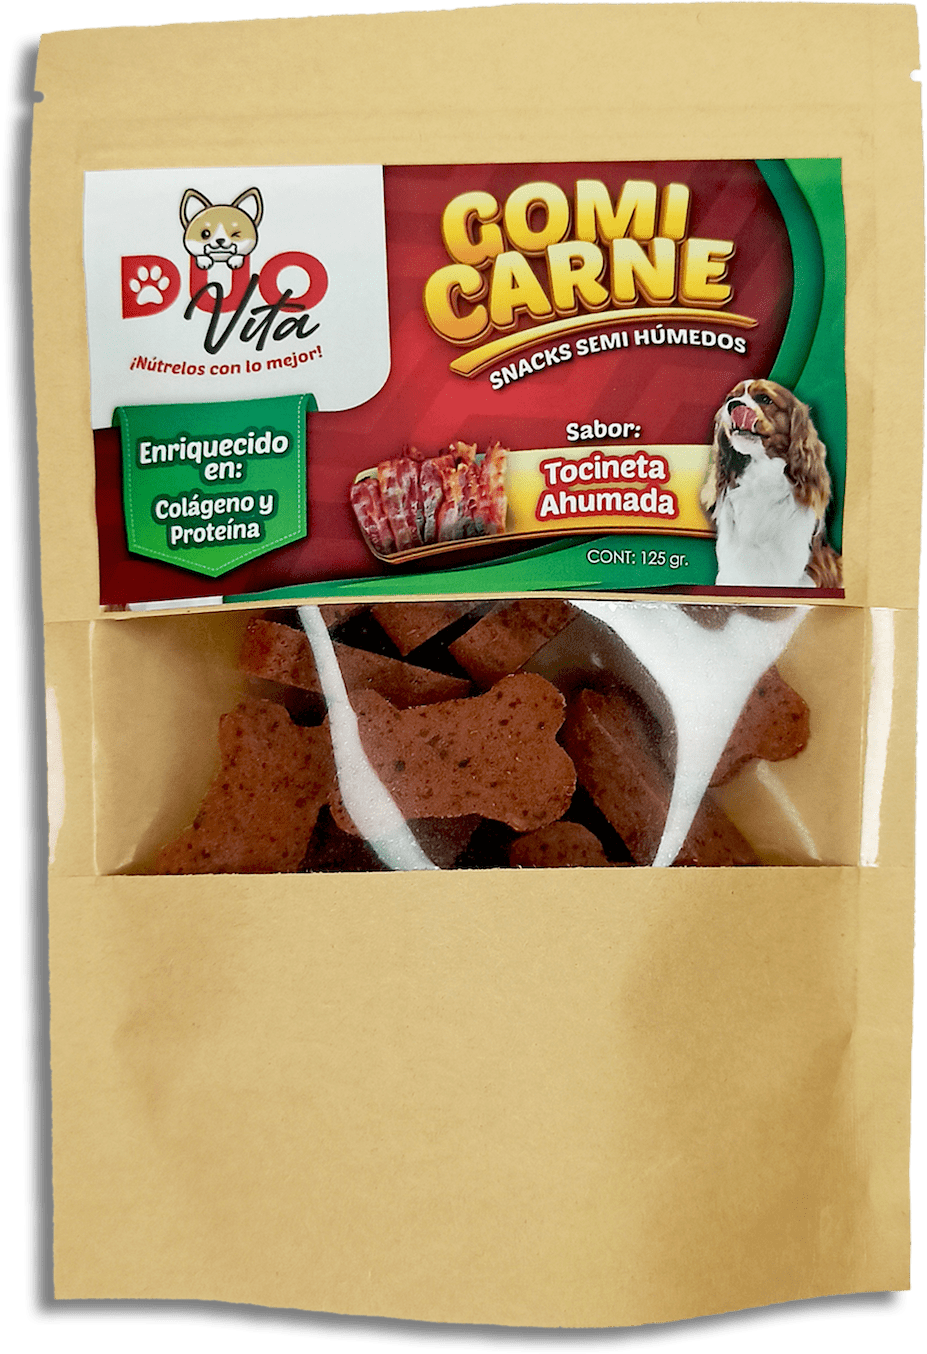 DUO
Vita
¡Nútrelos con lo mejor!
GOMI
CARNE
SNACKS SEMI HÚMEDOS
Enriquecido
en:
Colágeno y
Proteína
Sabor:
Tocineta
Ahumada
CONT: 125 gr.